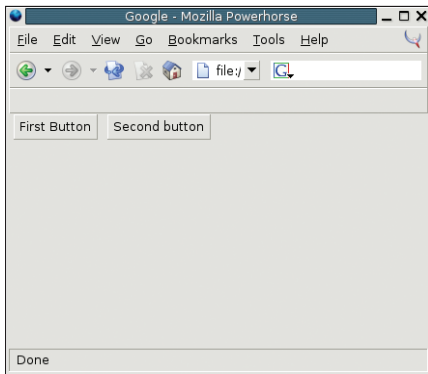 Google - Mozilla Powerhorse
File Edit View Go Bookmarks Tools Help
file:/ G
First Button Second button
Done